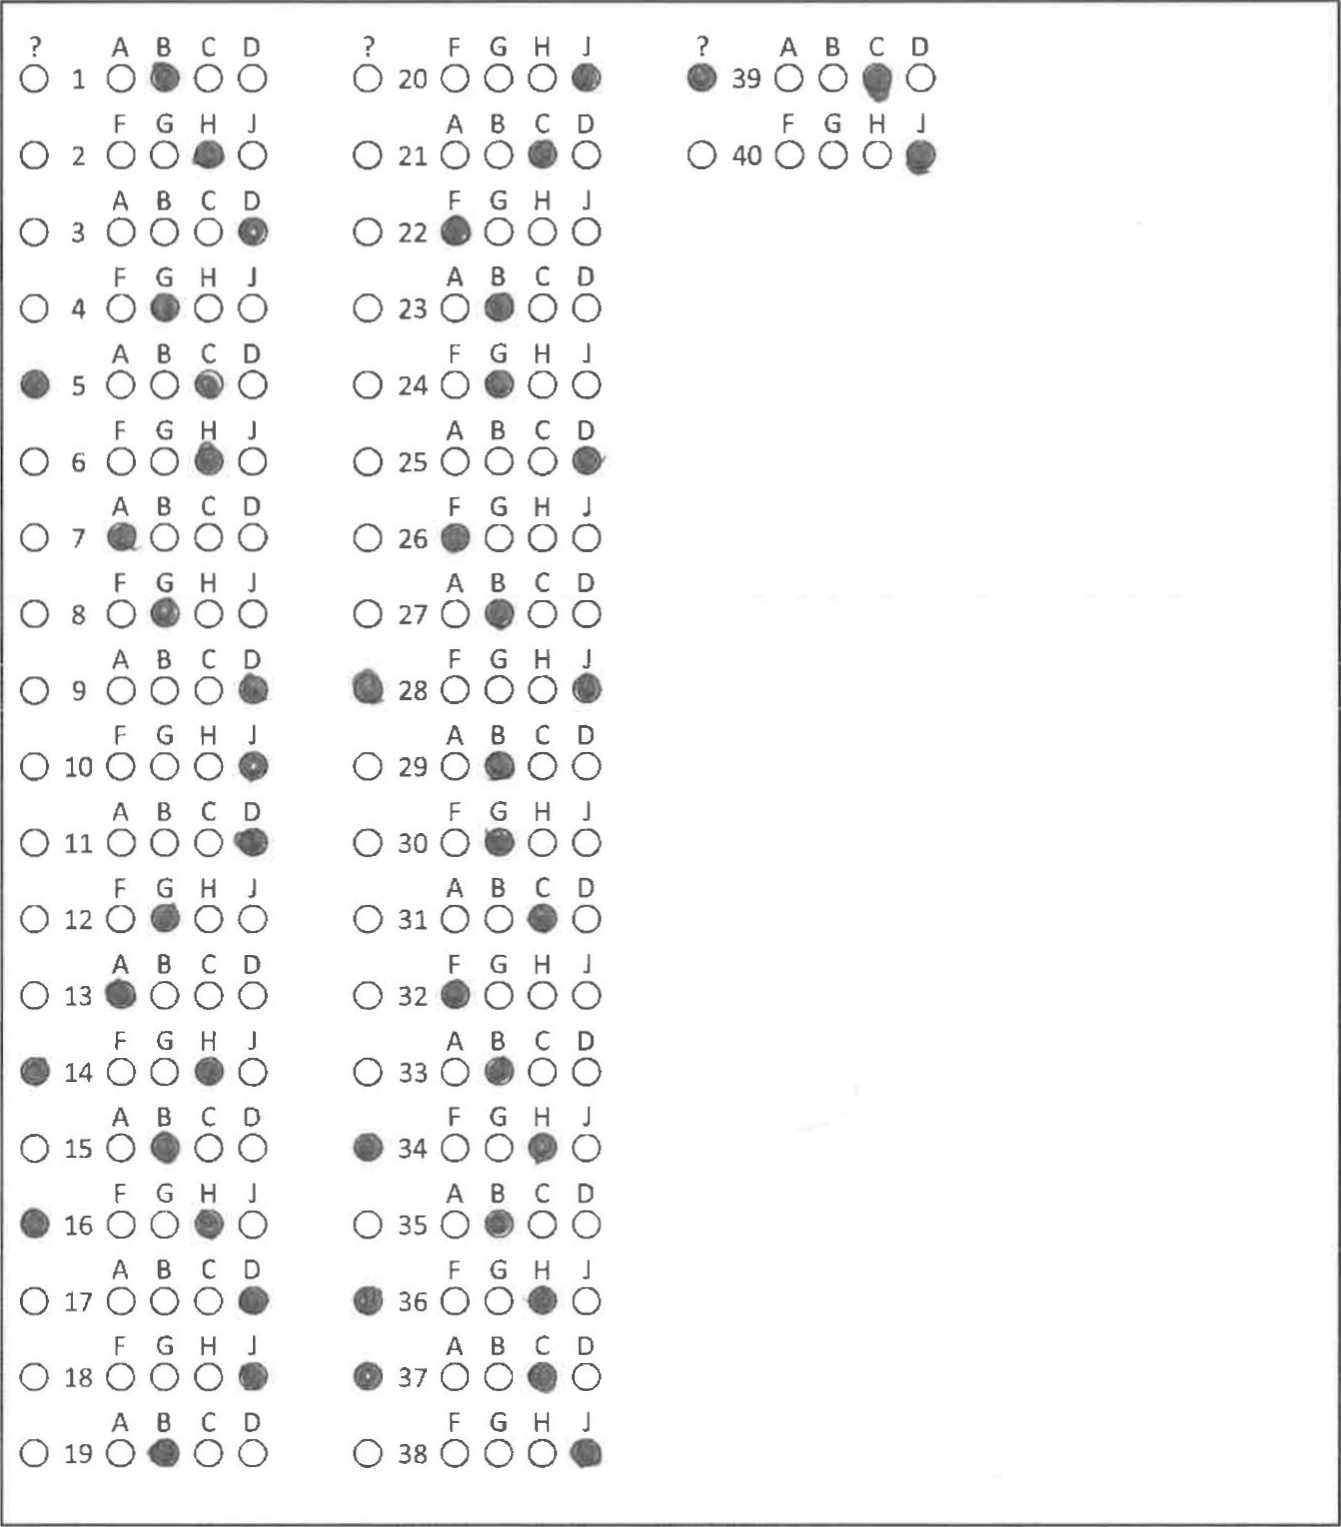 ? A B C D
1
F G H J
2
A B C D
3
F G H J
4
A B C D
5
F G H J
6
A B C D
7
F G H J
8
A B C D
9
F G H J
10
A B C D
11
F G H J
12
A B C D
13
F G H J
14
A B C D
15
F G H J
16
A B C D
17
F G H J
18
A B C D
19
? F G H J
20
A B C D
21
F G H J
22
A B C D
23
F G H J
24
A B C D
25
F G H J
26
A B C D
27
F G H J
28
A B C D
29
F G H J
30
A B C D
31
F G H J
32
A B C D
33
F G H J
34
A B C D
35
F G H J
36
A B C D
37
F G H J
38
? A B C D
39
F G H J
40